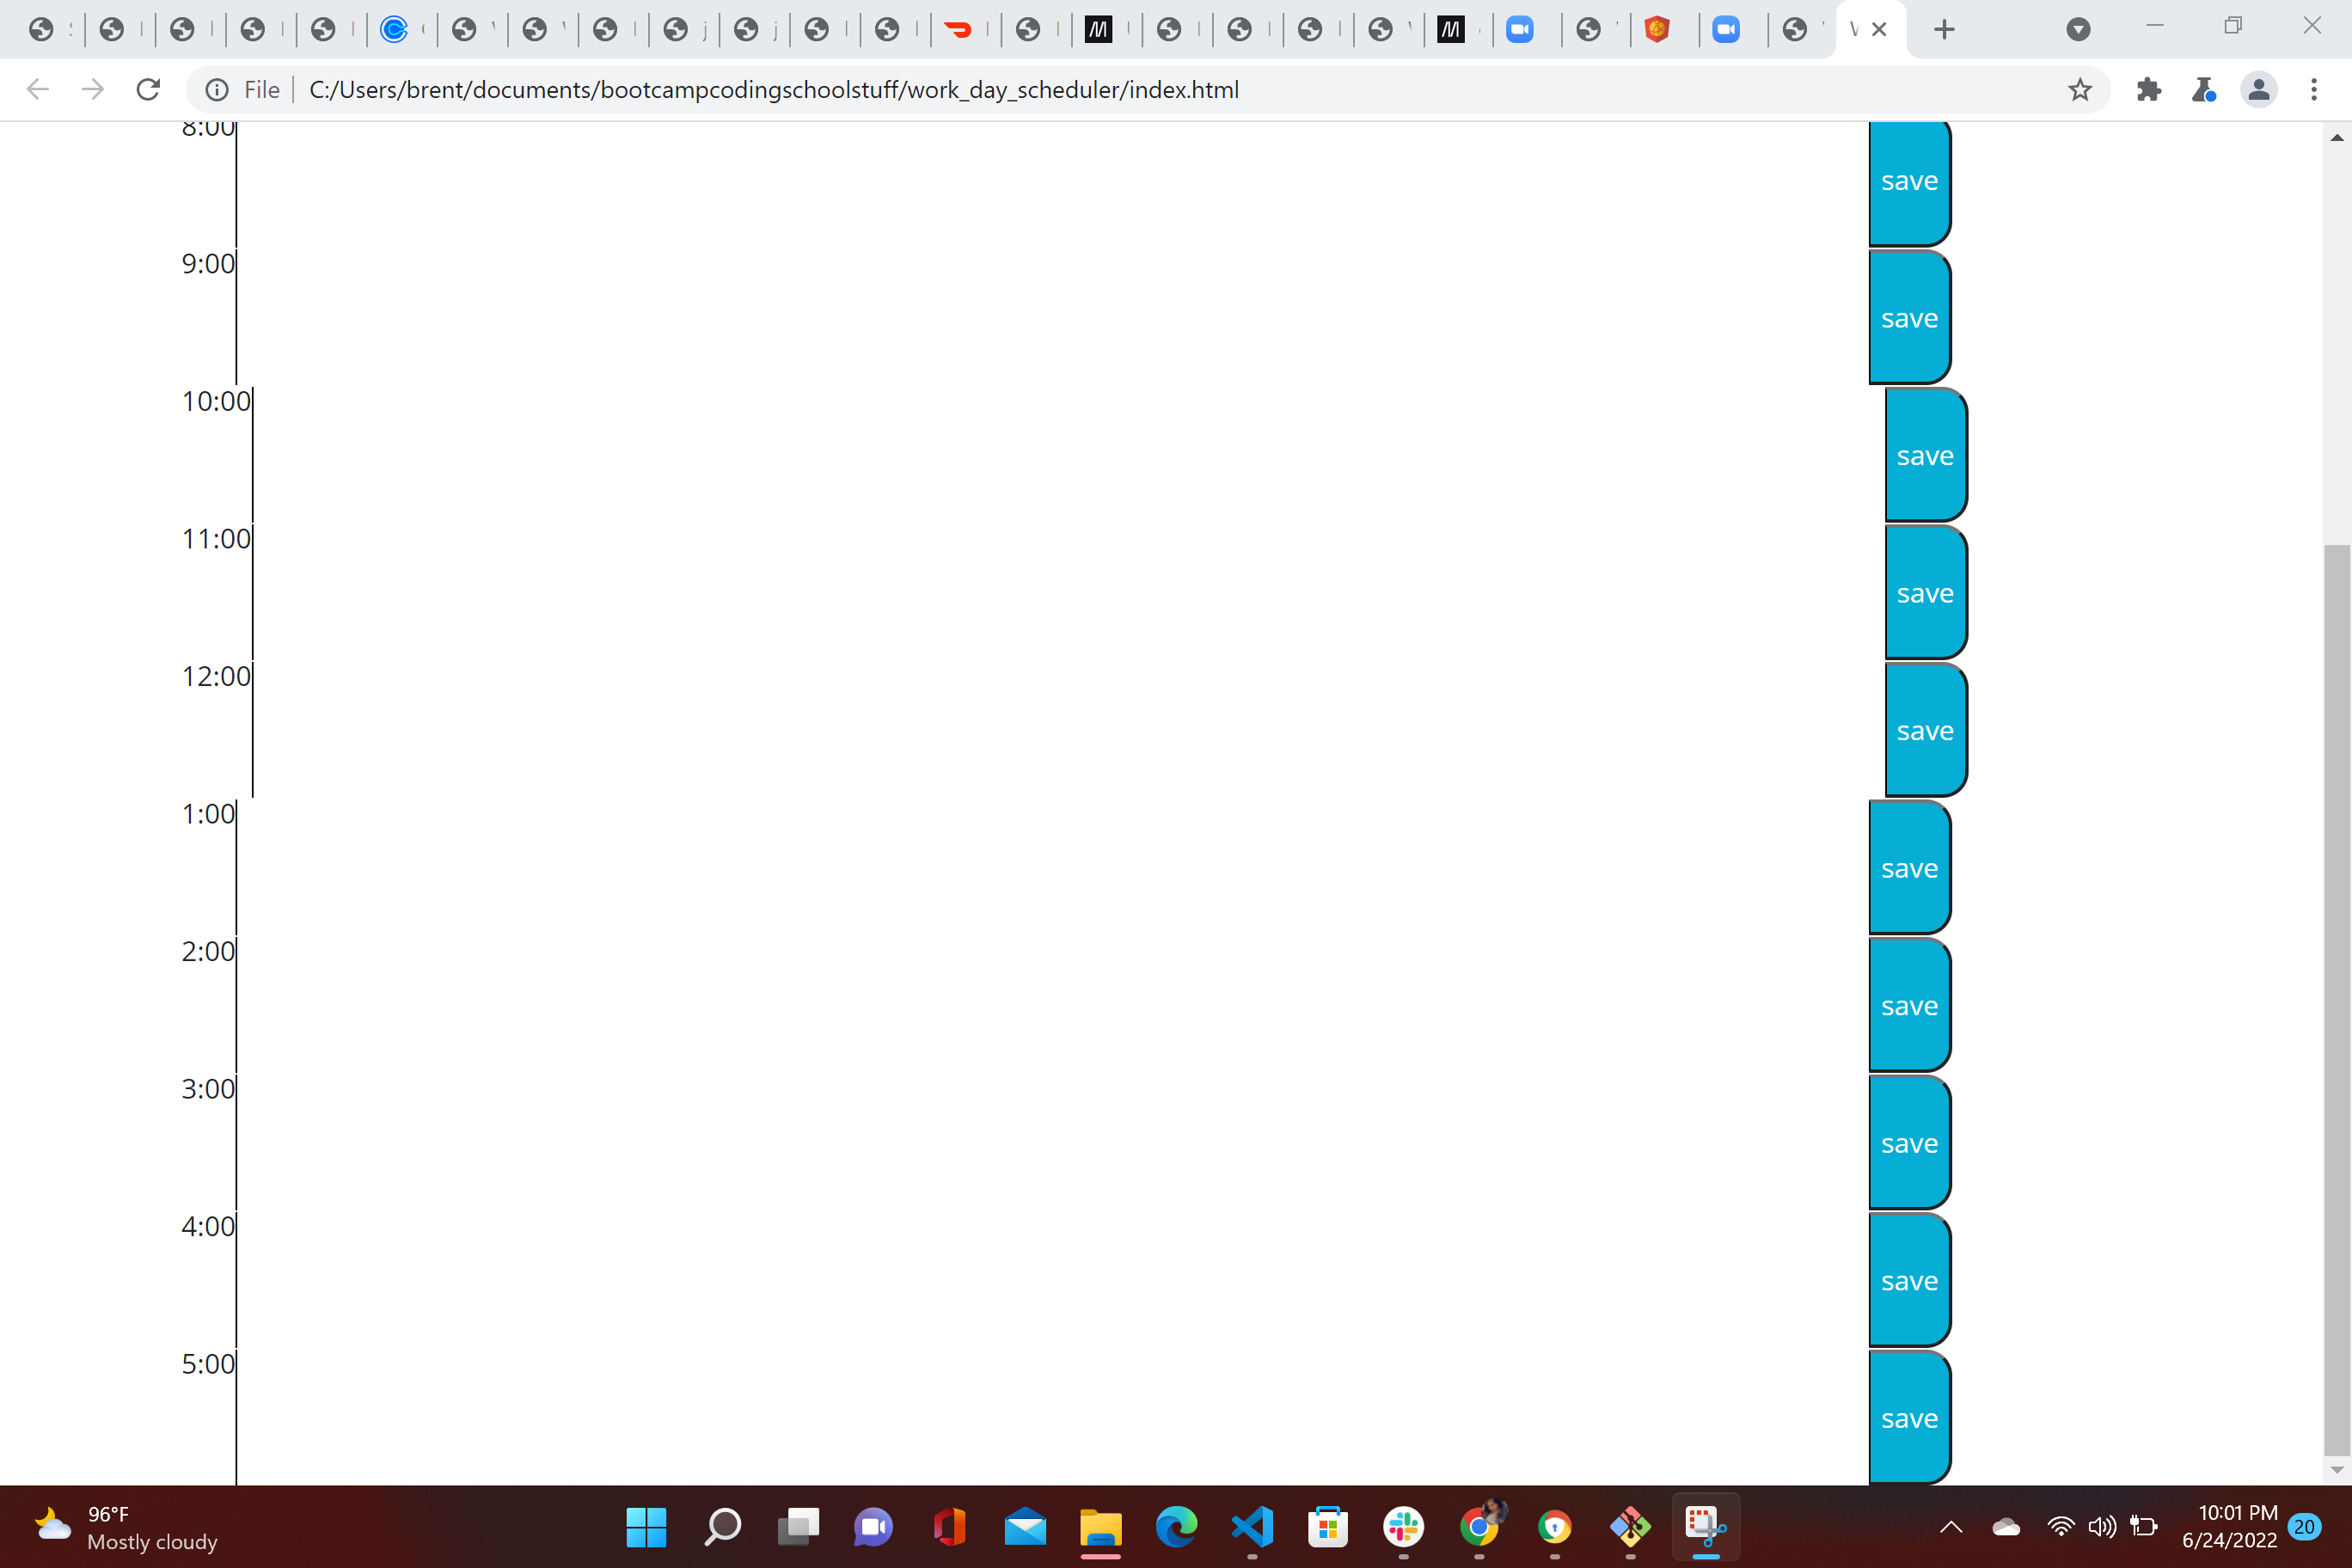 File C:/Users/brent/documents/bootcampcodingschoolstuff/work_day_scheduler/index.html
8:00
save
9:00
save
10:00
save
11:00
save
12:00
save
1:00
save
2:00
save
3:00
save
4:00
save
5:00
save
96°F
Mostly cloudy
10:01 PM
6/24/2022
20